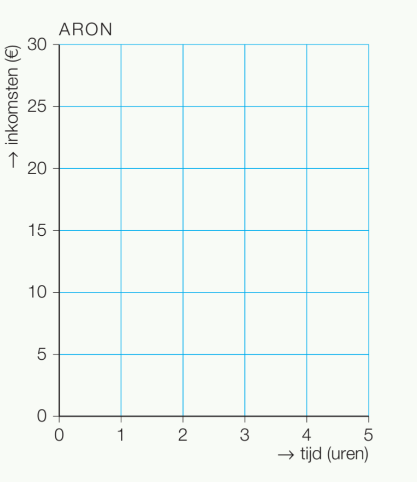 ARON
→ inkomsten (€)
30
25
20
15
10
5
0
0 1 2 3 4 5
→ tijd (uren)